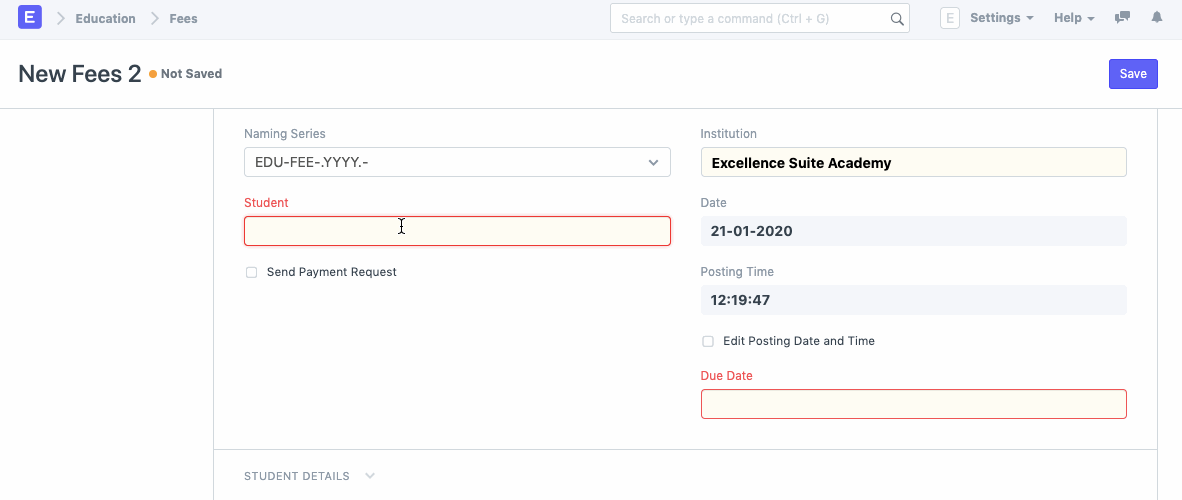 E Education Fees Search or type a command (Ctrl + G) E Settings Help
New Fees 2 Not Saved Save
Naming Series
EDU-FEE-.YYYY.-
Student
Send Payment Request
Institution
Excellence Suite Academy
Date
21-01-2020
Posting Time
12:19:47
Edit Posting Date and Time
Due Date
STUDENT DETAILS